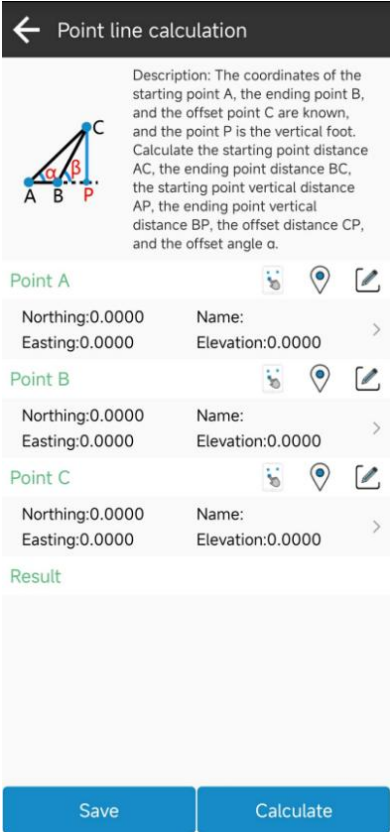 Point line calculation
Description: The coordinates of the
starting point A, the ending point B,
and the offset point C are known,
and the point P is the vertical foot.
Calculate the starting point distance
AC, the ending point distance BC,
the starting point vertical distance
AP, the ending point vertical
distance BP, the offset distance CP,
and the offset angle α.
C
α β
A B P
Point A
Northing:0.0000 Name:
Easting:0.0000 Elevation:0.0000
Point B
Northing:0.0000 Name:
Easting:0.0000 Elevation:0.0000
Point C
Northing:0.0000 Name:
Easting:0.0000 Elevation:0.0000
Result
Save Calculate